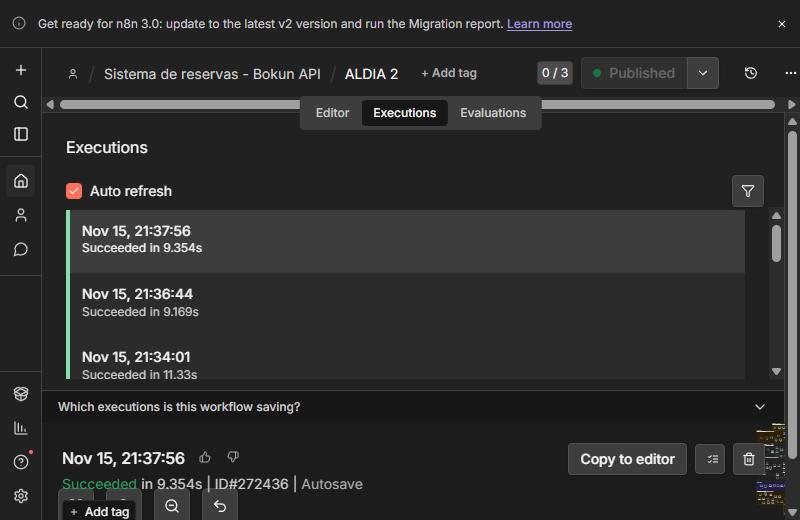 Get ready for n8n 3.0: update to the latest v2 version and run the Migration report. Learn more
Sistema de reservas - Bokun API / ALDIA 2 + Add tag 0 / 3 Published
Editor Executions Evaluations
Executions
Auto refresh
Nov 15, 21:37:56
Succeeded in 9.354s
Nov 15, 21:36:44
Succeeded in 9.169s
Nov 15, 21:34:01
Succeeded in 11.33s
Which executions is this workflow saving?
Nov 15, 21:37:56
Copy to editor
Succeeded in 9.354s | ID#272436 | Autosave
+ Add tag